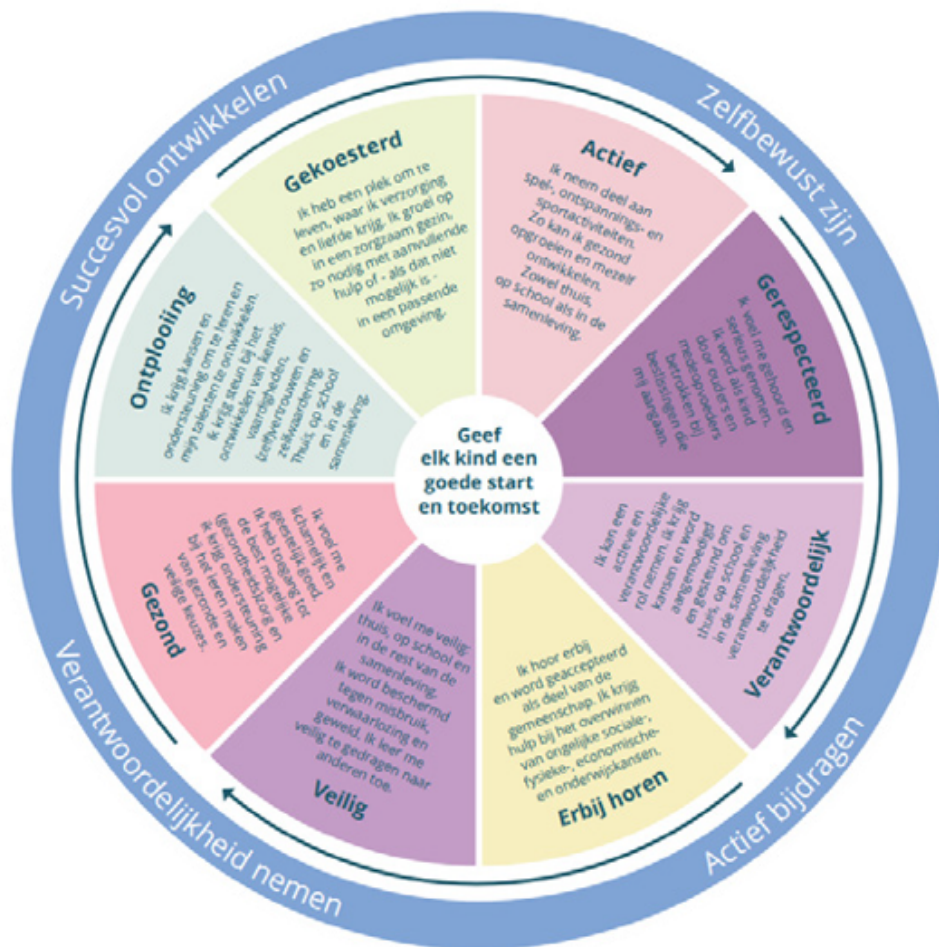 Succesvol ontwikkelen
Zelfbewust zijn
Actief bijdragen
Verantwoordelijkheid nemen
Geef
elk kind een
goede start
en toekomst
Gekoesterd
Ik heb een plek om te
leven, waar ik verzorging
en liefde krijg. Ik groei op
in een zorgzaam gezin,
zo nodig met aanvullende
hulp of - als dat niet
mogelijk is -
in een passende
omgeving.
Actief
Ik neem deel aan
spel-, ontspannings- en
sportactiviteiten.
Zo kan ik gezond
opgroeien en mezelf
ontwikkelen.
Zowel thuis,
op school als in de
samenleving.
Gerespecteerd
Ik voel me gehoord en
serieus genomen.
Ik word als kind
door ouders en
medeopvoeders
betrokken bij
beslissingen die
mij aangaan.
Verantwoordelijk
Ik kan een
actieve en
verantwoordelijke
rol nemen. Ik krijg
kansen en word
aangemoedigd
en gesteund om
thuis, op school en
in de samenleving
verantwoordelijkheid
te dragen.
Ik hoor erbij
en word geaccepteerd
als deel van de
gemeenschap. Ik krijg
hulp bij het overwinnen
van ongelijke sociale-,
fysieke-, economische-
en onderwijskansen.
Erbij horen
Ik voel me veilig:
thuis, op school en
in de rest van de
samenleving.
Ik word beschermd
tegen misbruik,
verwaarlozing en
geweld. Ik leer me
veilig te gedragen naar
anderen toe.
Veilig
Ik voel me
lichamelijk en
geestelijk goed.
Ik heb toegang tot
de best mogelijke
(gezondheids)zorg en
ik krijg ondersteuning
bij het leren maken
van gezonde en
veilige keuzes.
Gezond
Ontplooiing
Ik krijg kansen en
ondersteuning om te leren en
mijn talenten te ontwikkelen.
Ik krijg steun bij het
ontwikkelen van kennis,
vaardigheden,
(zelf)vertrouwen en
zelfwaardering.
Thuis, op school
en in de
samenleving.